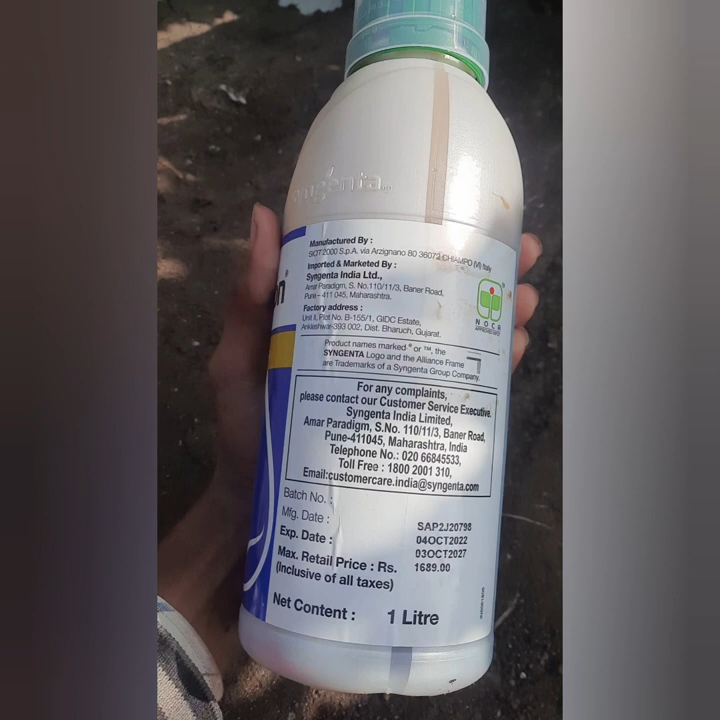 syngenta
Manufactured By :
SICIT 2000 S.p.A. via Arzignano 80 36072 CHIAMPO (VI) Italy
Imported & Marketed By :
Syngenta India Ltd.,
Amar Paradigm, S. No.110/11/3, Baner Road,
Pune – 411 045, Maharashtra.
Factory address :
Unit II, Plot No. B-155/1, GIDC Estate,
Ankleshwar-393 002, Dist. Bharuch, Gujarat.
NOCA
Product names marked ® or ™, the
SYNGENTA Logo and the Alliance Frame
are Trademarks of a Syngenta Group Company.
For any complaints,
please contact our Customer Service Executive.
Syngenta India Limited,
Amar Paradigm, S.No. 110/11/3, Baner Road,
Pune-411045, Maharashtra, India
Telephone No.: 020 66845533,
Toll Free : 1800 2001 310,
Email:customercare.india@syngenta.com
Batch No. : SAP2J20798
Mfg. Date : 04OCT2022
Exp. Date : 03OCT2027
Max. Retail Price : Rs. 1689.00
(Inclusive of all taxes)
Net Content : 1 Litre